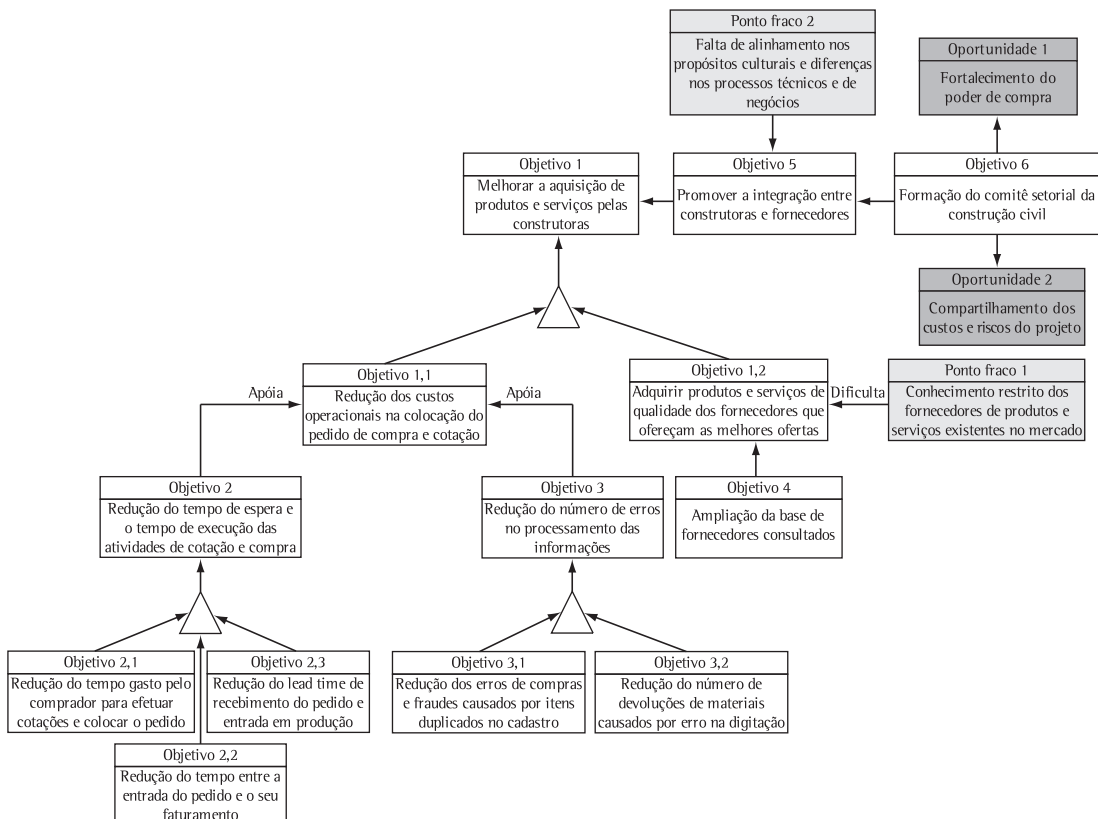 Ponto fraco 2
Falta de alinhamento nos
propósitos culturais e diferenças
nos processos técnicos e de
negócios
Oportunidade 1
Fortalecimento do
poder de compra
Objetivo 1
Melhorar a aquisição de
produtos e serviços pelas
construtoras
Objetivo 5
Promover a integração entre
construtoras e fornecedores
Objetivo 6
Formação do comitê setorial da
construção civil
Oportunidade 2
Compartilhamento dos
custos e riscos do projeto
Objetivo 1,1
Redução dos custos
operacionais na colocação do
pedido de compra e cotação
Apóia
Apóia
Objetivo 1,2
Adquirir produtos e serviços de
qualidade dos fornecedores que
ofereçam as melhores ofertas
Dificulta
Ponto fraco 1
Conhecimento restrito dos
fornecedores de produtos e
serviços existentes no mercado
Objetivo 2
Redução do tempo de espera e
o tempo de execução das
atividades de cotação e compra
Objetivo 3
Redução do número de erros
no processamento das
informações
Objetivo 4
Ampliação da base de
fornecedores consultados
Objetivo 2,1
Redução do tempo gasto pelo
comprador para efetuar
cotações e colocar o pedido
Objetivo 2,3
Redução do lead time de
recebimento do pedido e
entrada em produção
Objetivo 3,1
Redução dos erros de compras
e fraudes causados por itens
duplicados no cadastro
Objetivo 3,2
Redução do número de
devoluções de materiais
causados por erro na digitação
Objetivo 2,2
Redução do tempo entre a
entrada do pedido e o seu
faturamento